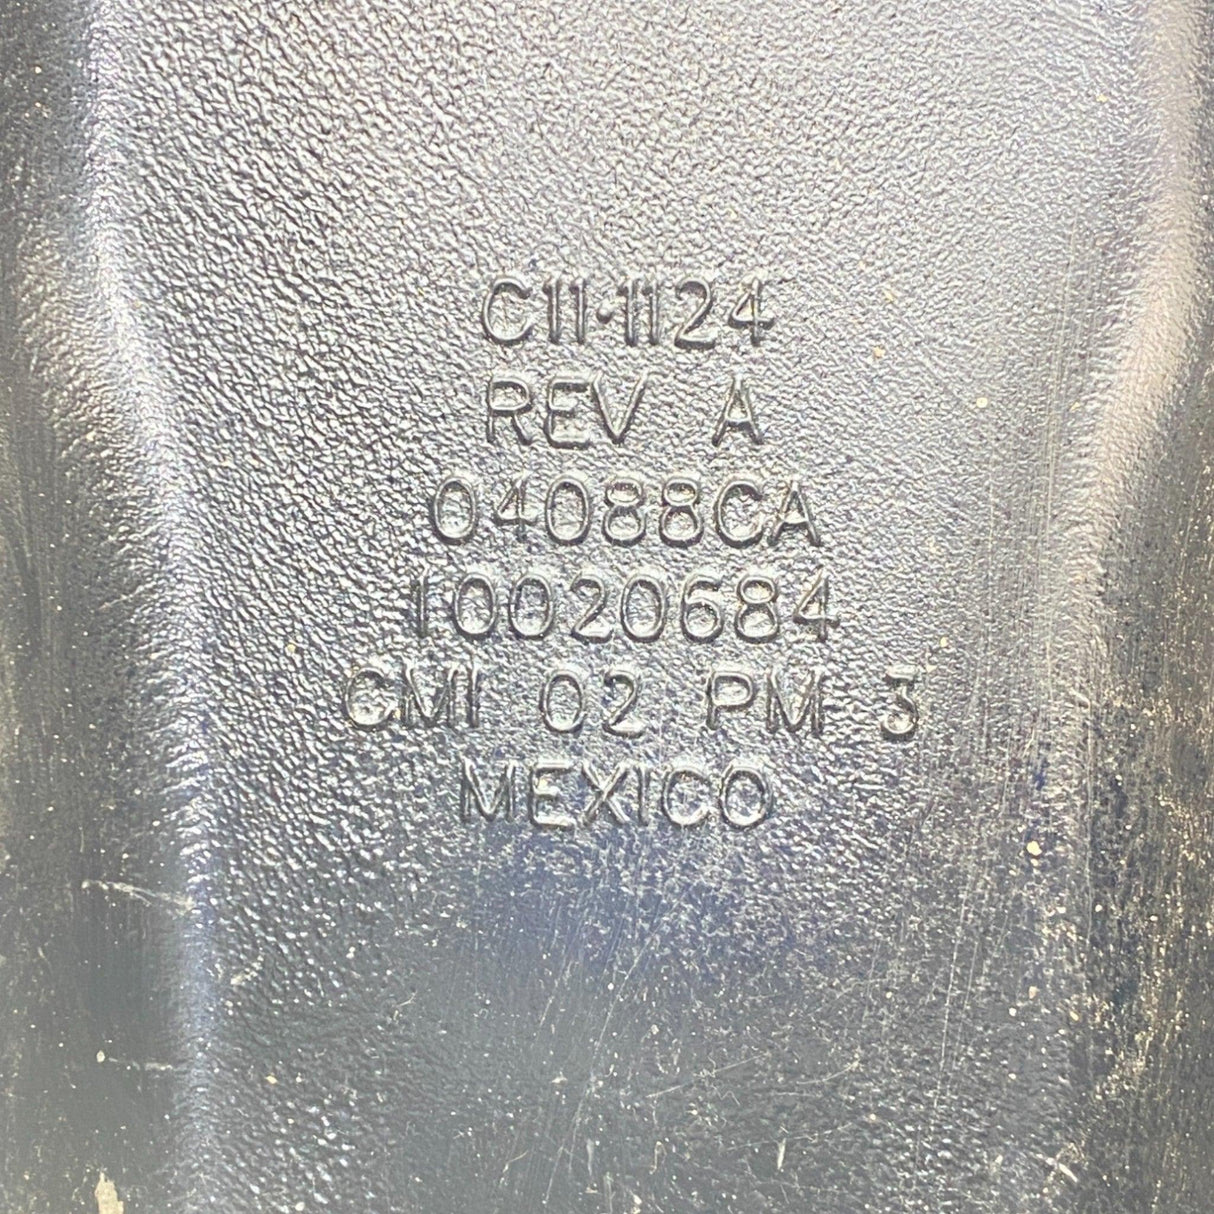 C11-1124
REV A
04088CA
10020684
CMI 02 PM 3
MEXICO